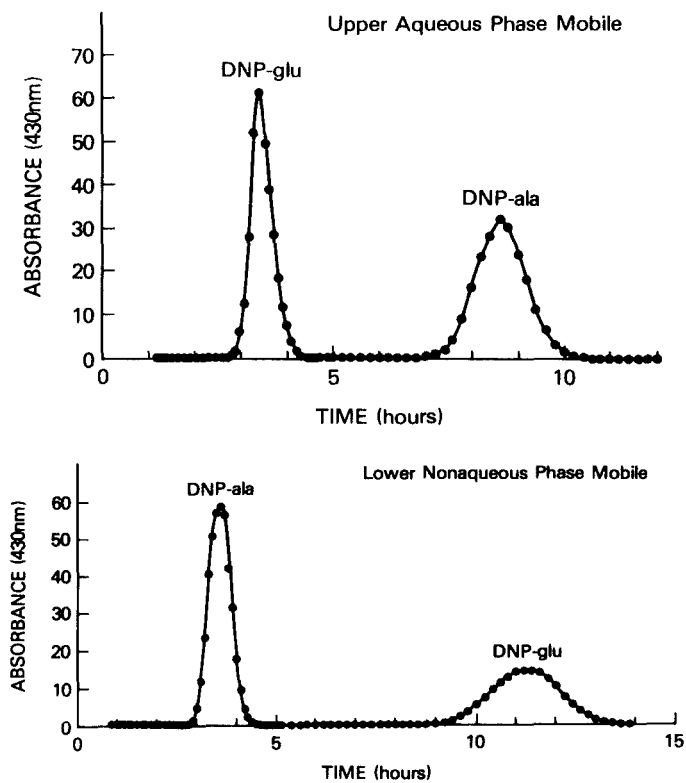 Upper Aqueous Phase Mobile
70
60
50
40
30
20
10
0
ABSORBANCE (430nm)
DNP-glu
DNP-ala
0 5 10
TIME (hours)
Lower Nonaqueous Phase Mobile
60
50
40
30
20
10
0
ABSORBANCE (430nm)
DNP-ala
DNP-glu
0 5 10 15
TIME (hours)